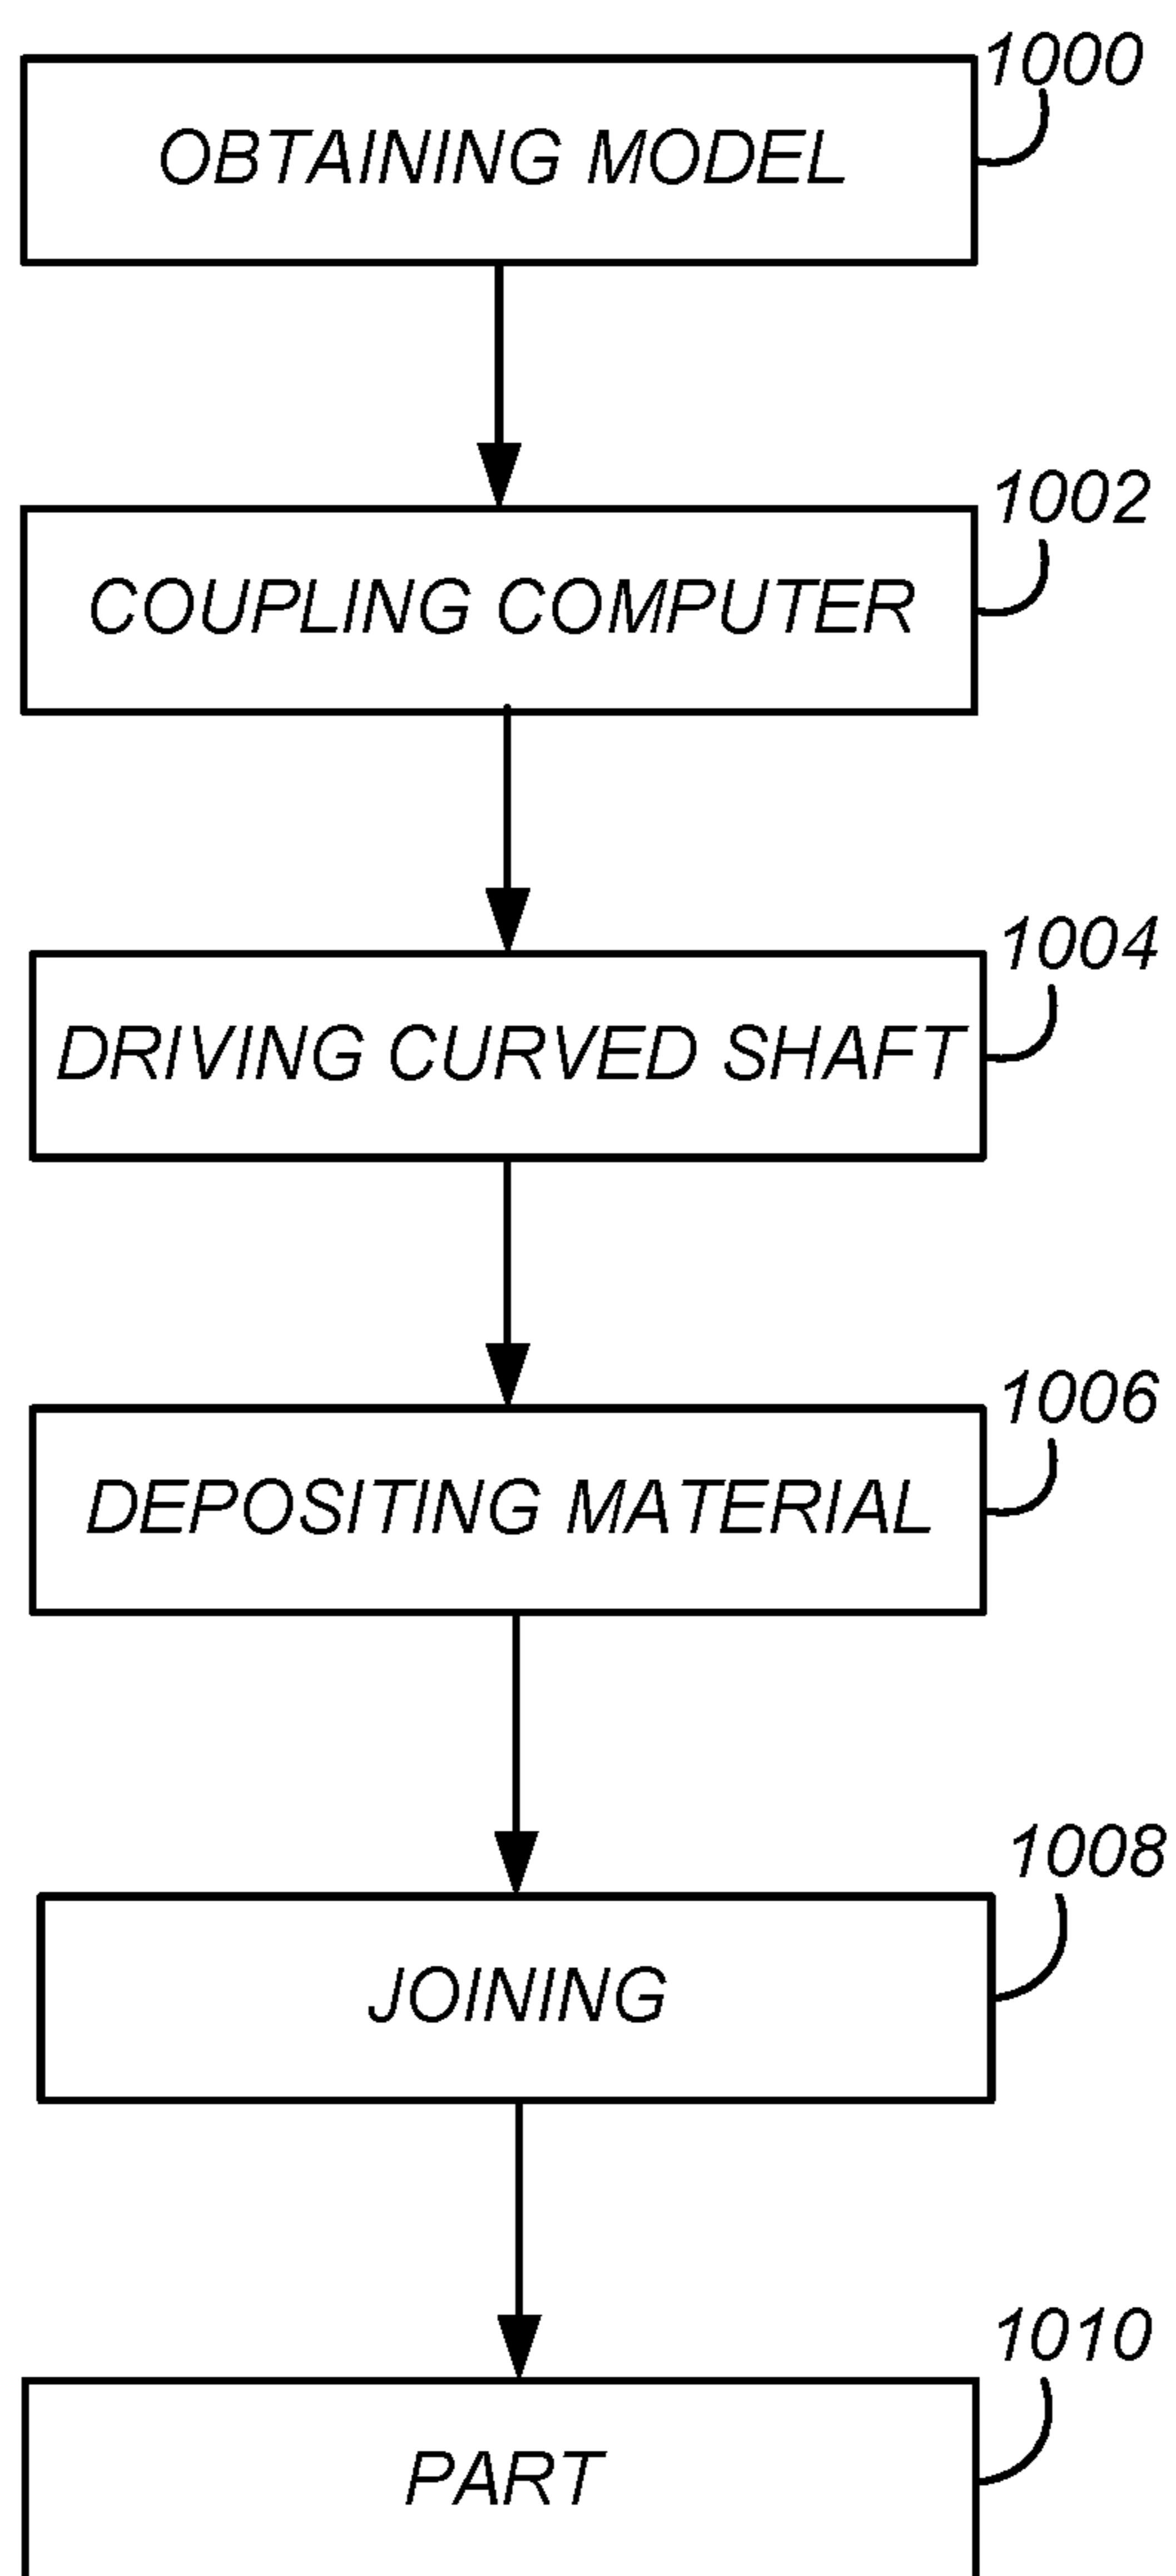 1000
OBTAINING MODEL
1002
COUPLING COMPUTER
1004
DRIVING CURVED SHAFT
1006
DEPOSITING MATERIAL
1008
JOINING
1010
PART